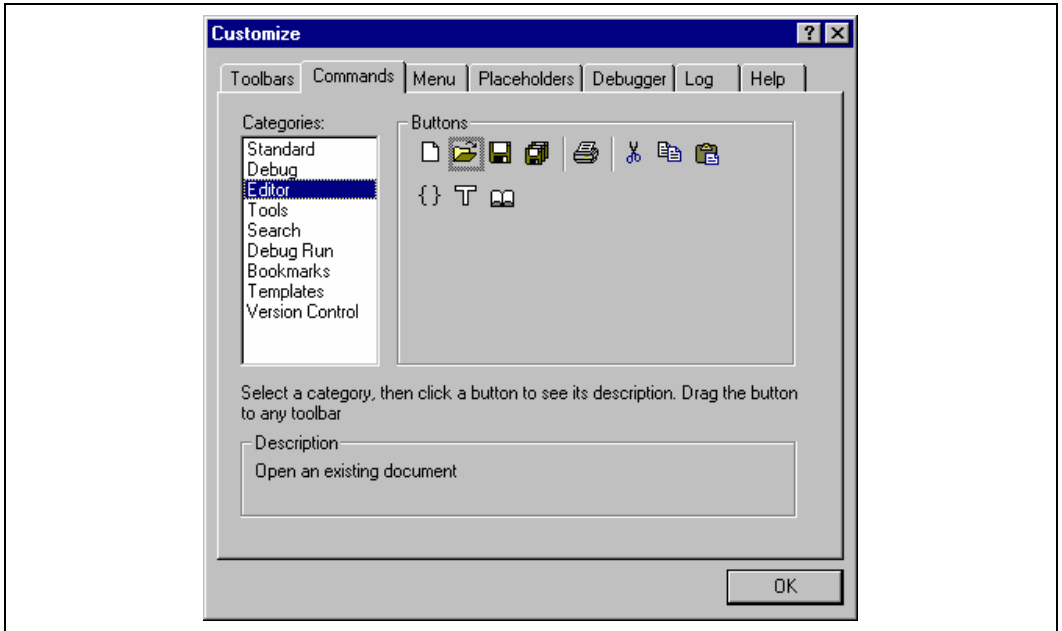 Customize
Toolbars Commands Menu Placeholders Debugger Log Help
Categories:
Buttons
Standard
Debug
Editor
Tools
Search
Debug Run
Bookmarks
Templates
Version Control
{ } T
Select a category, then click a button to see its description. Drag the button
to any toolbar
Description
Open an existing document
OK